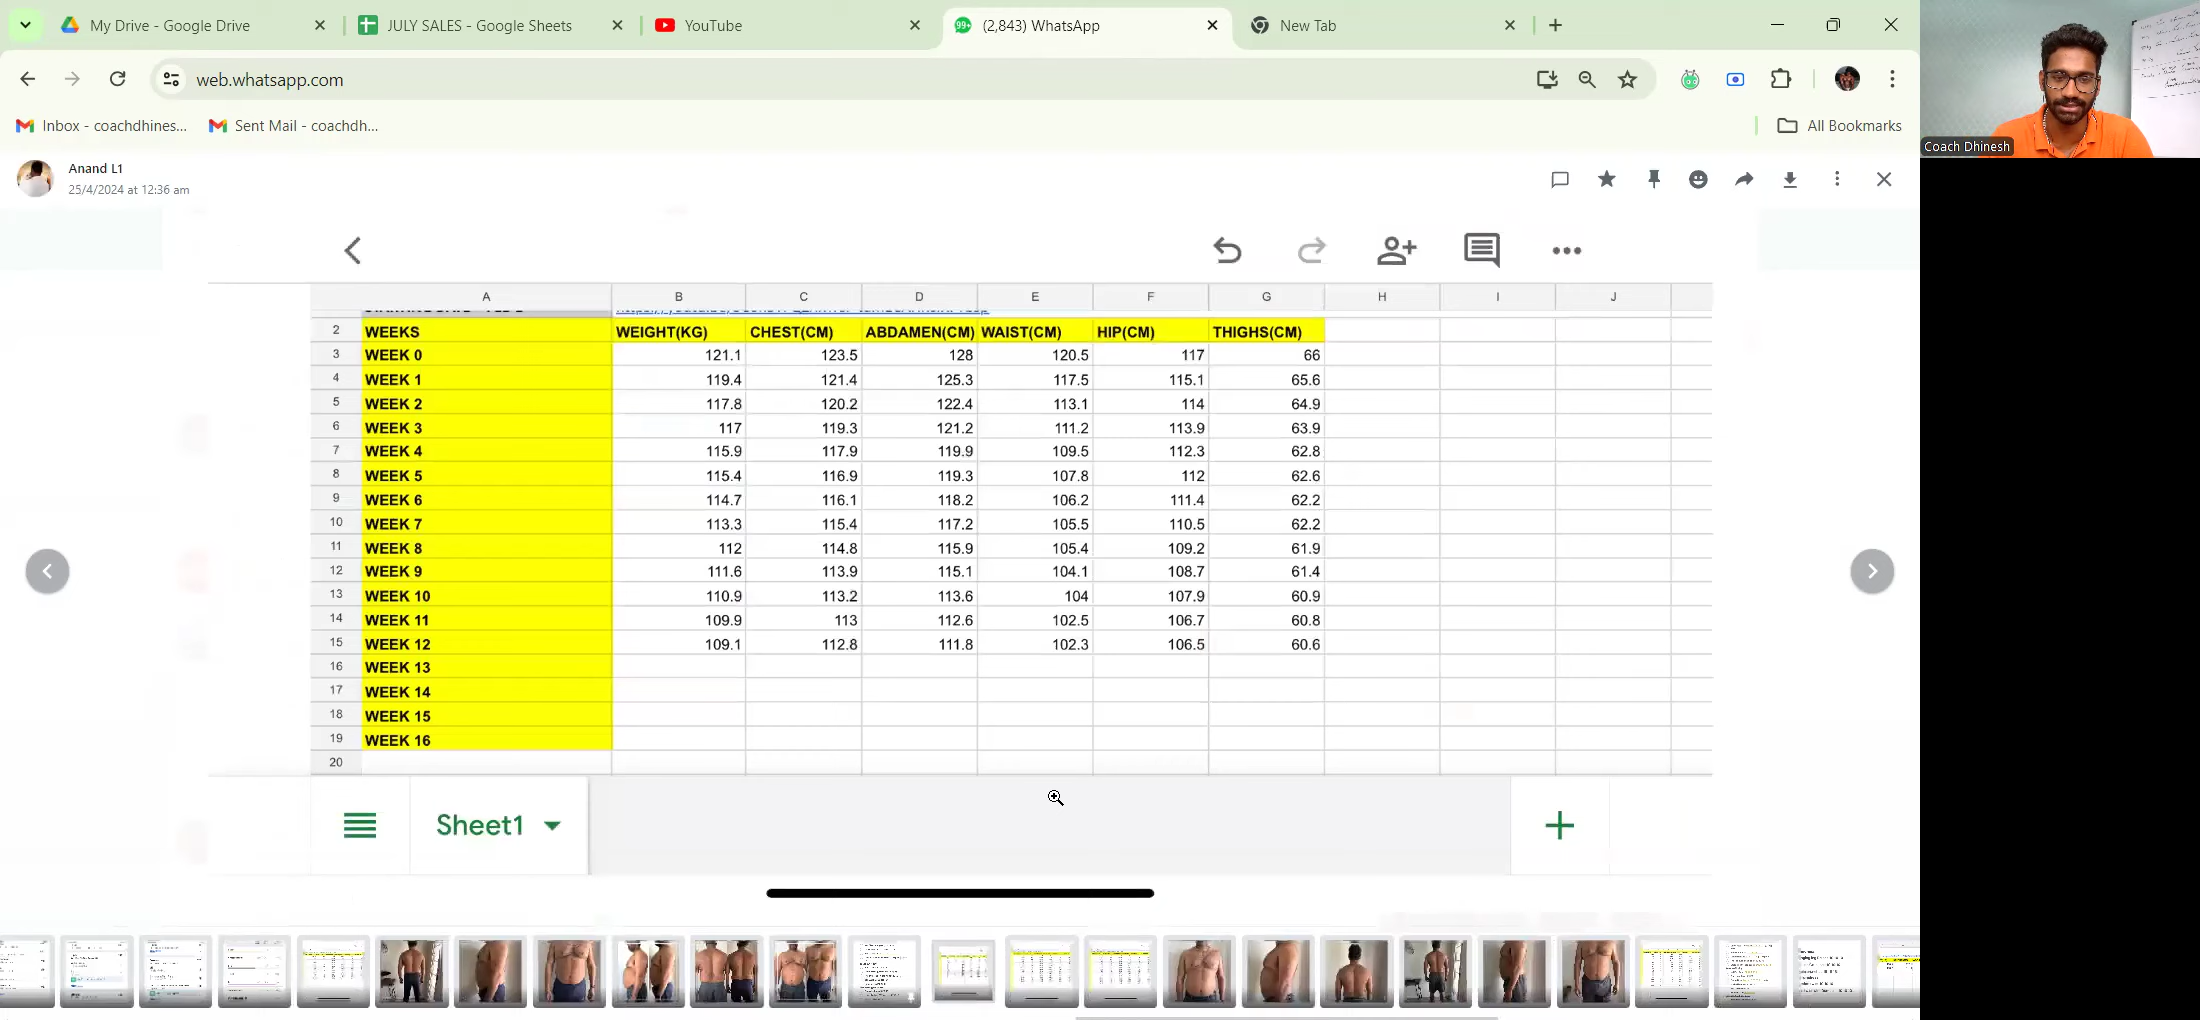 My Drive - Google Drive
JULY SALES - Google Sheets
YouTube
99+
(2,843) WhatsApp
New Tab
web.whatsapp.com
Inbox - coachdhines...
Sent Mail - coachdh...
All Bookmarks
Coach Dhinesh
Anand L1
25/4/2024 at 12:36 am
A B C D E F G H I J
2 WEEKS WEIGHT(KG) CHEST(CM) ABDAMEN(CM) WAIST(CM) HIP(CM) THIGHS(CM)
3 WEEK 0 121.1 123.5 128 120.5 117 66
4 WEEK 1 119.4 121.4 125.3 117.5 115.1 65.6
5 WEEK 2 117.8 120.2 122.4 113.1 114 64.9
6 WEEK 3 117 119.3 121.2 111.2 113.9 63.9
7 WEEK 4 115.9 117.9 119.9 109.5 112.3 62.8
8 WEEK 5 115.4 116.9 119.3 107.8 112 62.6
9 WEEK 6 114.7 116.1 118.2 106.2 111.4 62.2
10 WEEK 7 113.3 115.4 117.2 105.5 110.5 62.2
11 WEEK 8 112 114.8 115.9 105.4 109.2 61.9
12 WEEK 9 111.6 113.9 115.1 104.1 108.7 61.4
13 WEEK 10 110.9 113.2 113.6 104 107.9 60.9
14 WEEK 11 109.9 113 112.6 102.5 106.7 60.8
15 WEEK 12 109.1 112.8 111.8 102.3 106.5 60.6
16 WEEK 13
17 WEEK 14
18 WEEK 15
19 WEEK 16
20
Sheet1